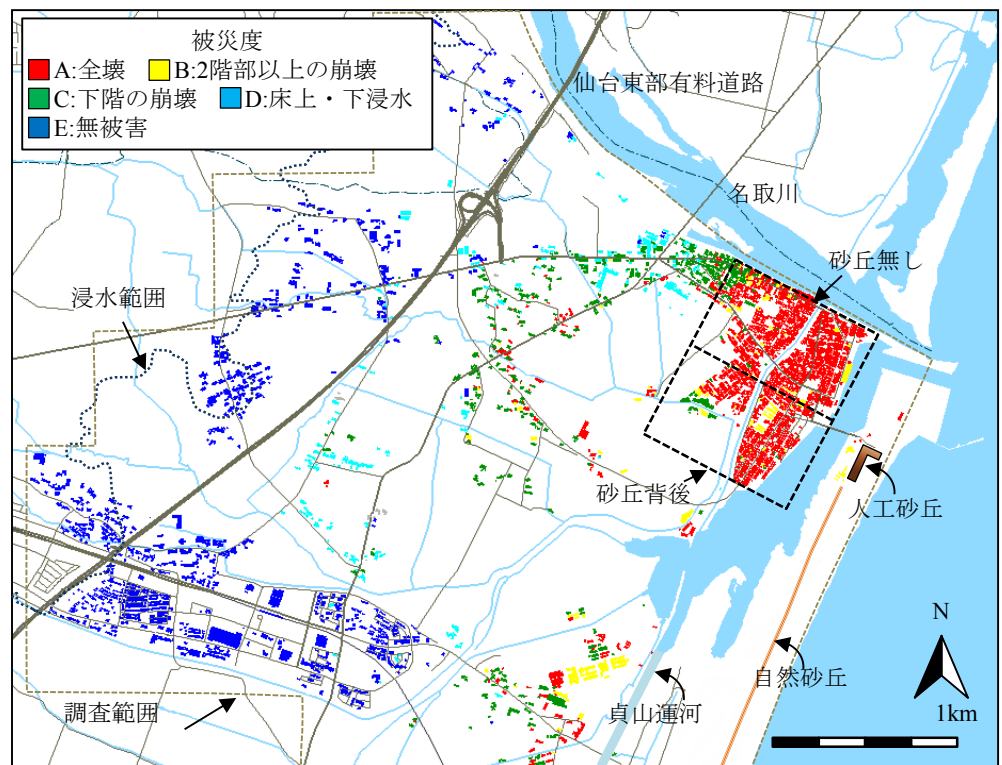 被災度
A:全壊 B:2階部以上の崩壊
C:下階の崩壊 D:床上・下浸水
E:無被害
仙台東部有料道路
名取川
砂丘無し
浸水範囲
砂丘背後
人工砂丘
自然砂丘
貞山運河
調査範囲
N
1km